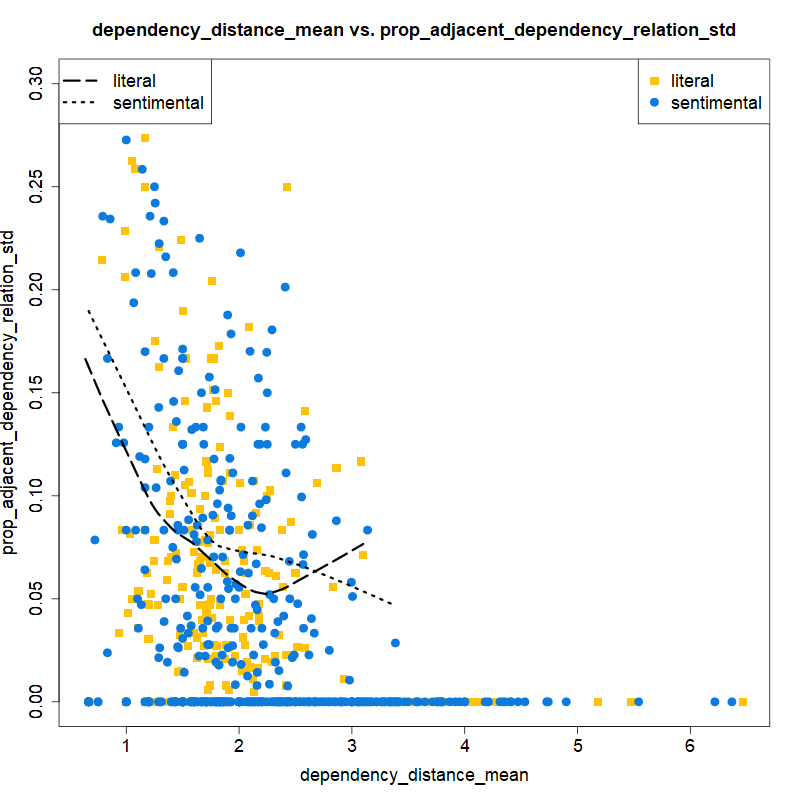 dependency_distance_mean vs. prop_adjacent_dependency_relation_std
literal
sentimental
literal
sentimental
prop_adjacent_dependency_relation_std
0.30
0.25
0.20
0.15
0.10
0.05
0.00
1 2 3 4 5 6
dependency_distance_mean